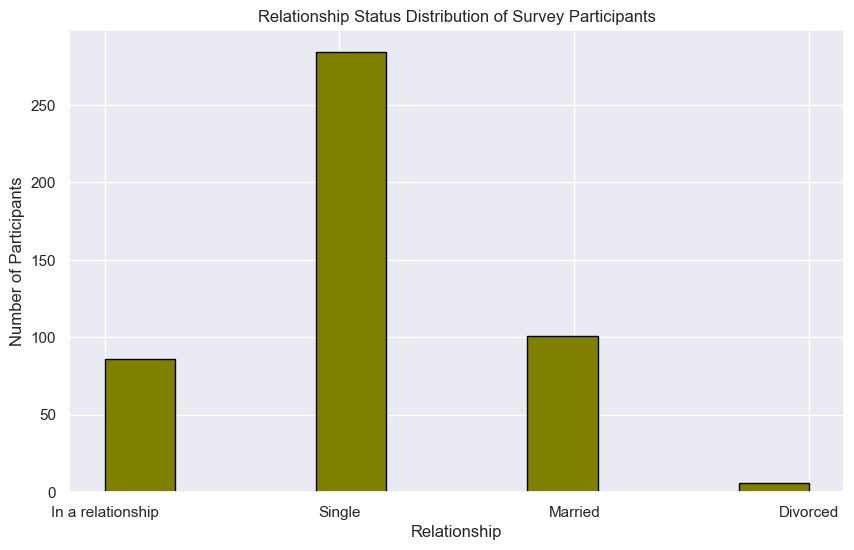 Relationship Status Distribution of Survey Participants
Number of Participants
250
200
150
100
50
0
In a relationship Single Married Divorced
Relationship